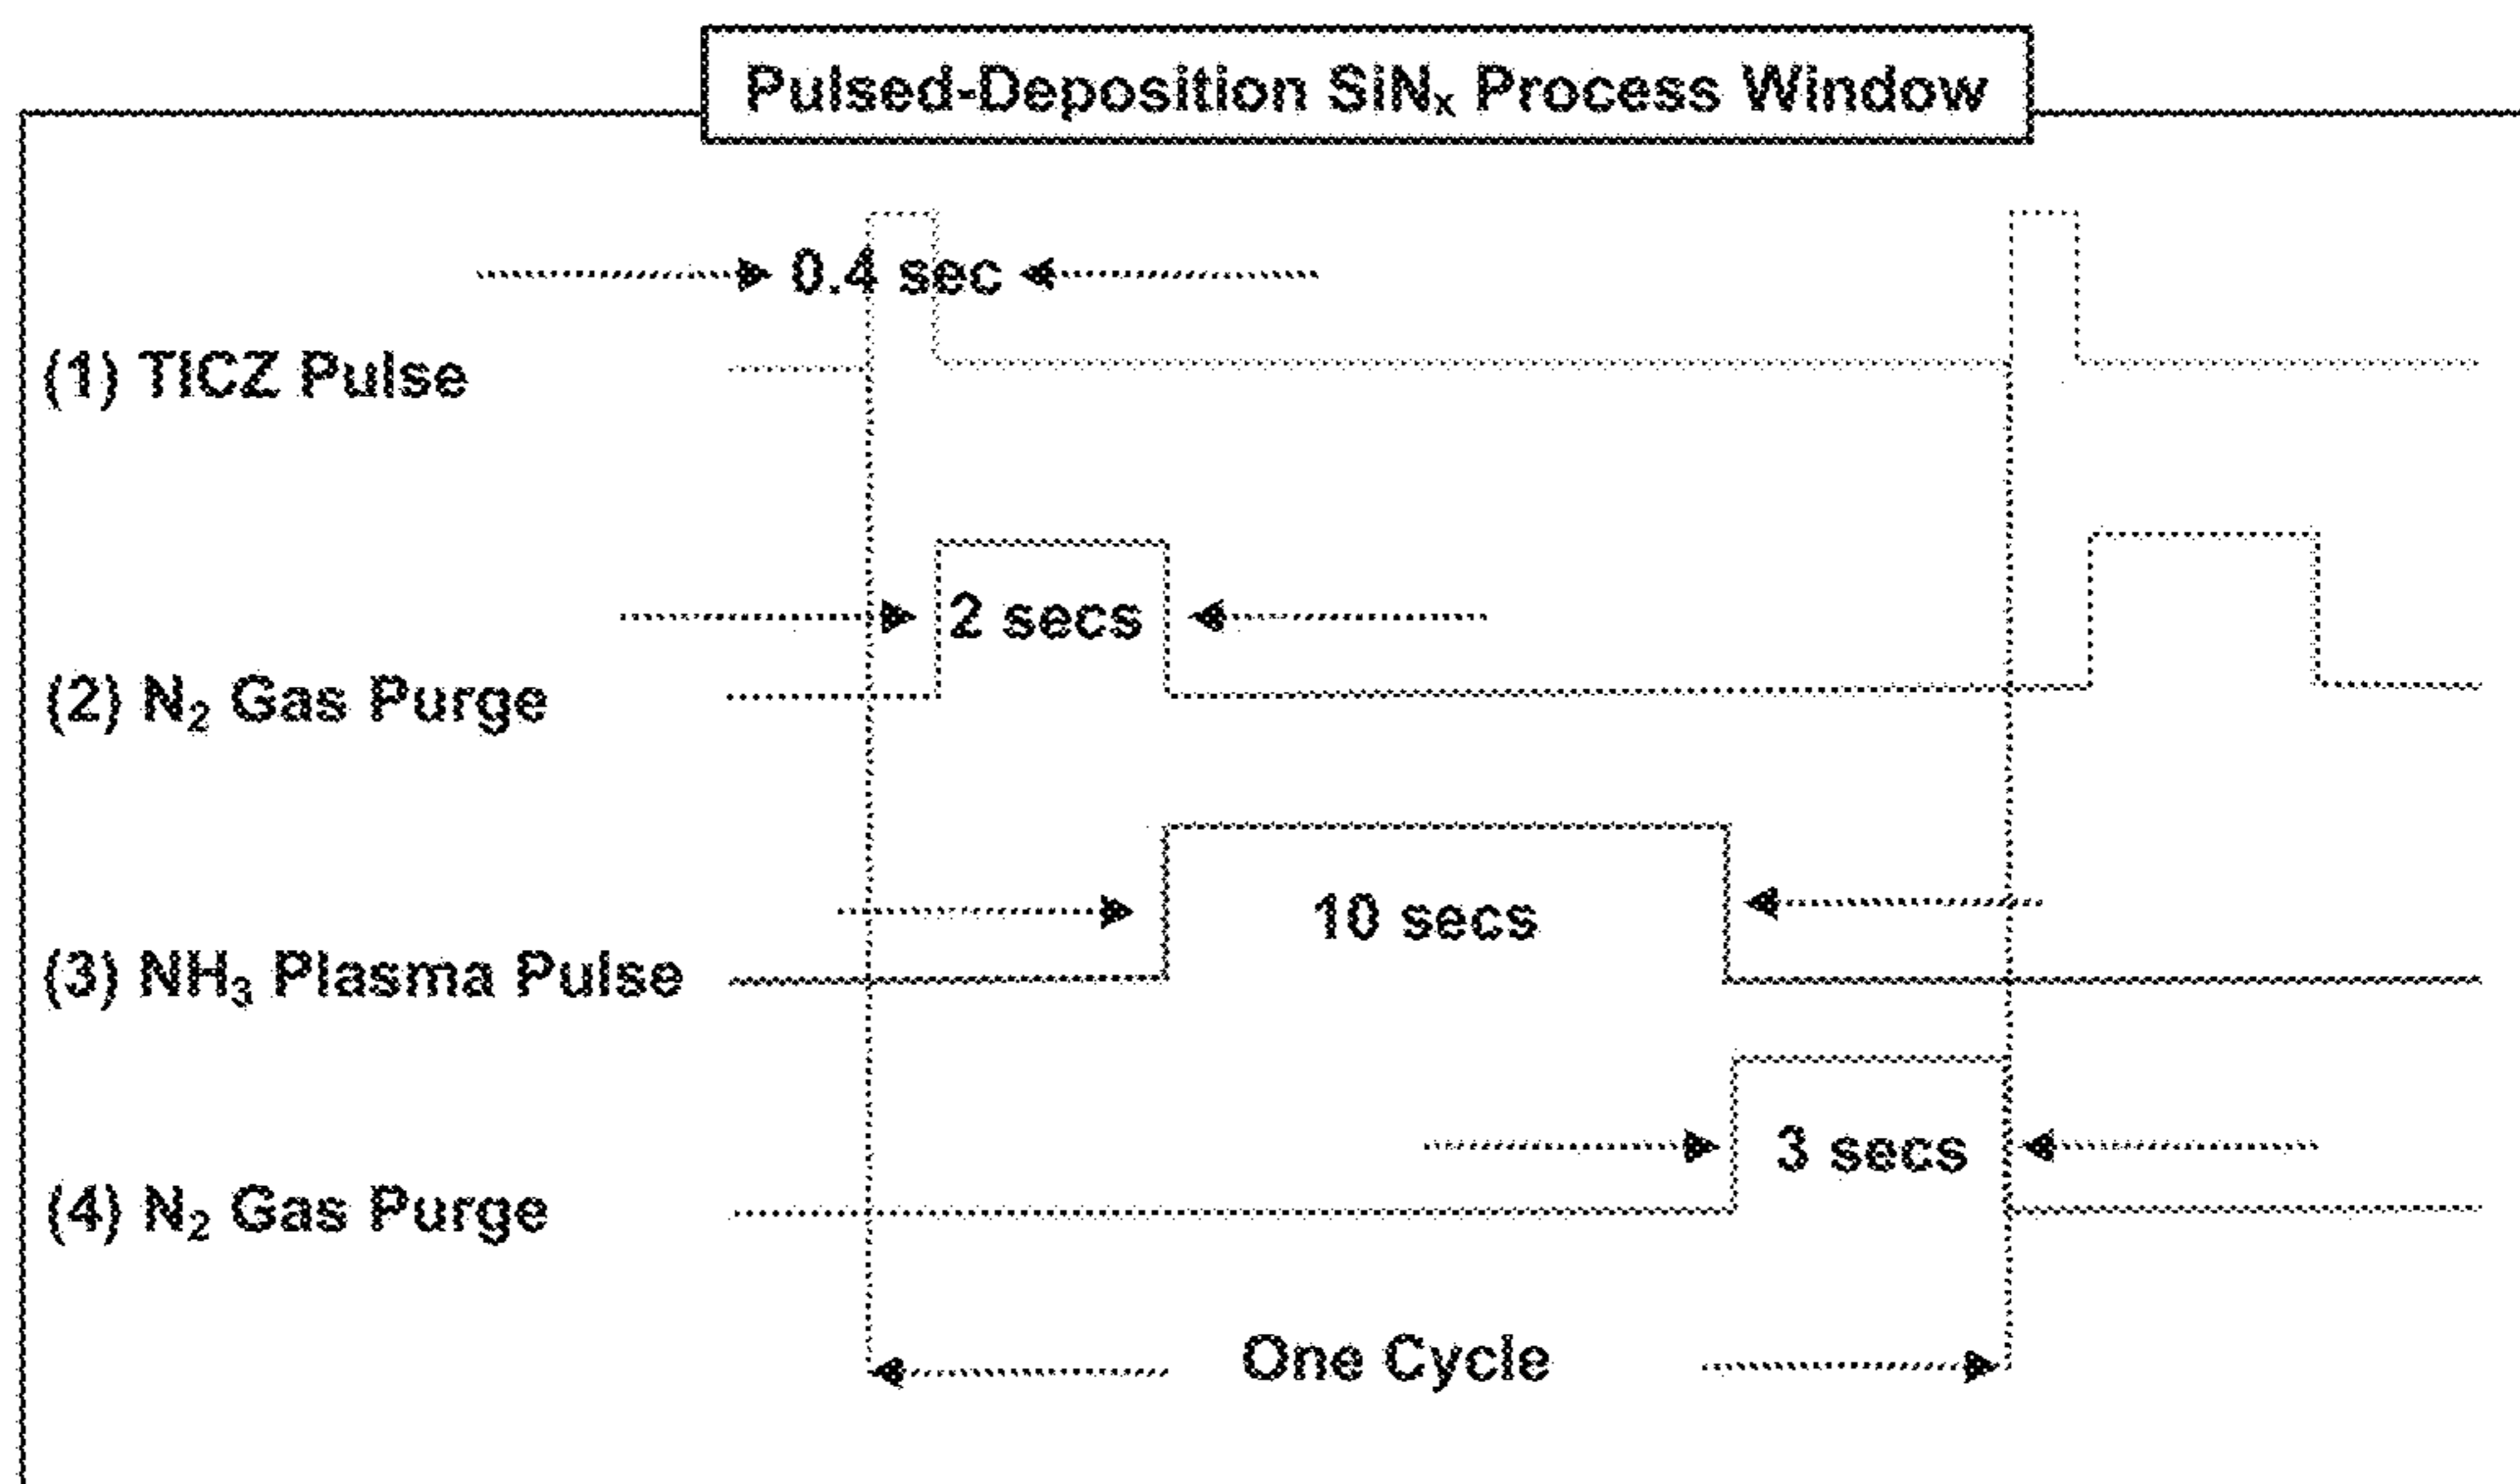 Pulsed-Deposition SiNₓ Process Window
0.4 sec
(1) TICZ Pulse
2 secs
(2) N₂ Gas Purge
10 secs
(3) NH₃ Plasma Pulse
3 secs
(4) N₂ Gas Purge
One Cycle